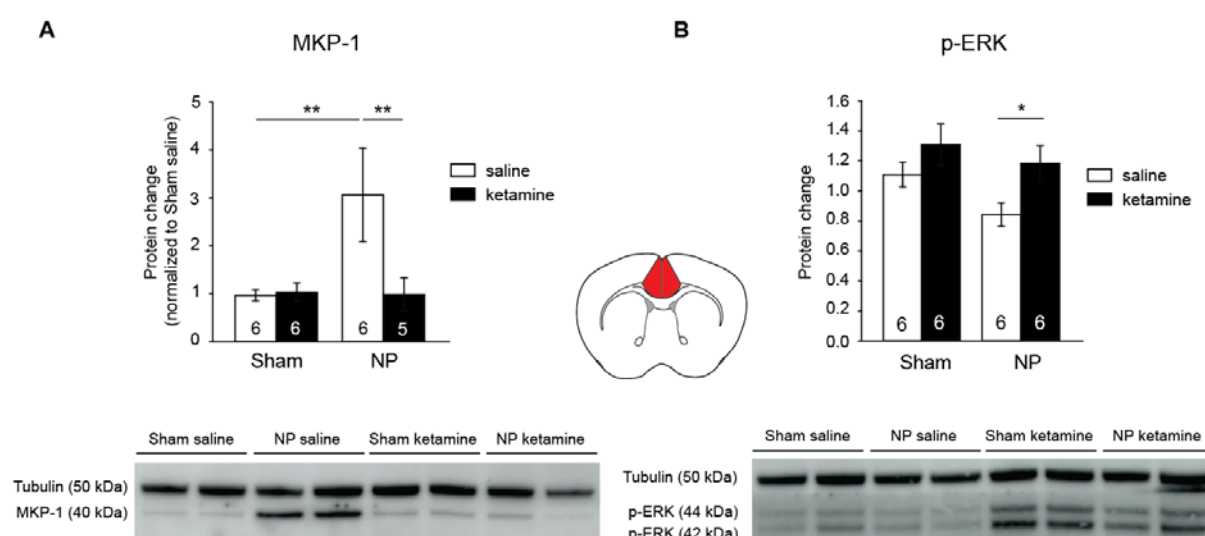 A
MKP-1
Protein change
(normalized to Sham saline)
5
4
3
2
1
0
**
**
saline
ketamine
6
6
6
5
Sham
NP
B
p-ERK
Protein change
1.6
1.4
1.2
1.0
0.8
0.6
0.4
0.2
0.0
*
saline
ketamine
6
6
6
6
Sham
NP
Sham saline
NP saline
Sham ketamine
NP ketamine
Tubulin (50 kDa)
MKP-1 (40 kDa)
Sham saline
NP saline
Sham ketamine
NP ketamine
Tubulin (50 kDa)
p-ERK (44 kDa)
p-ERK (42 kDa)